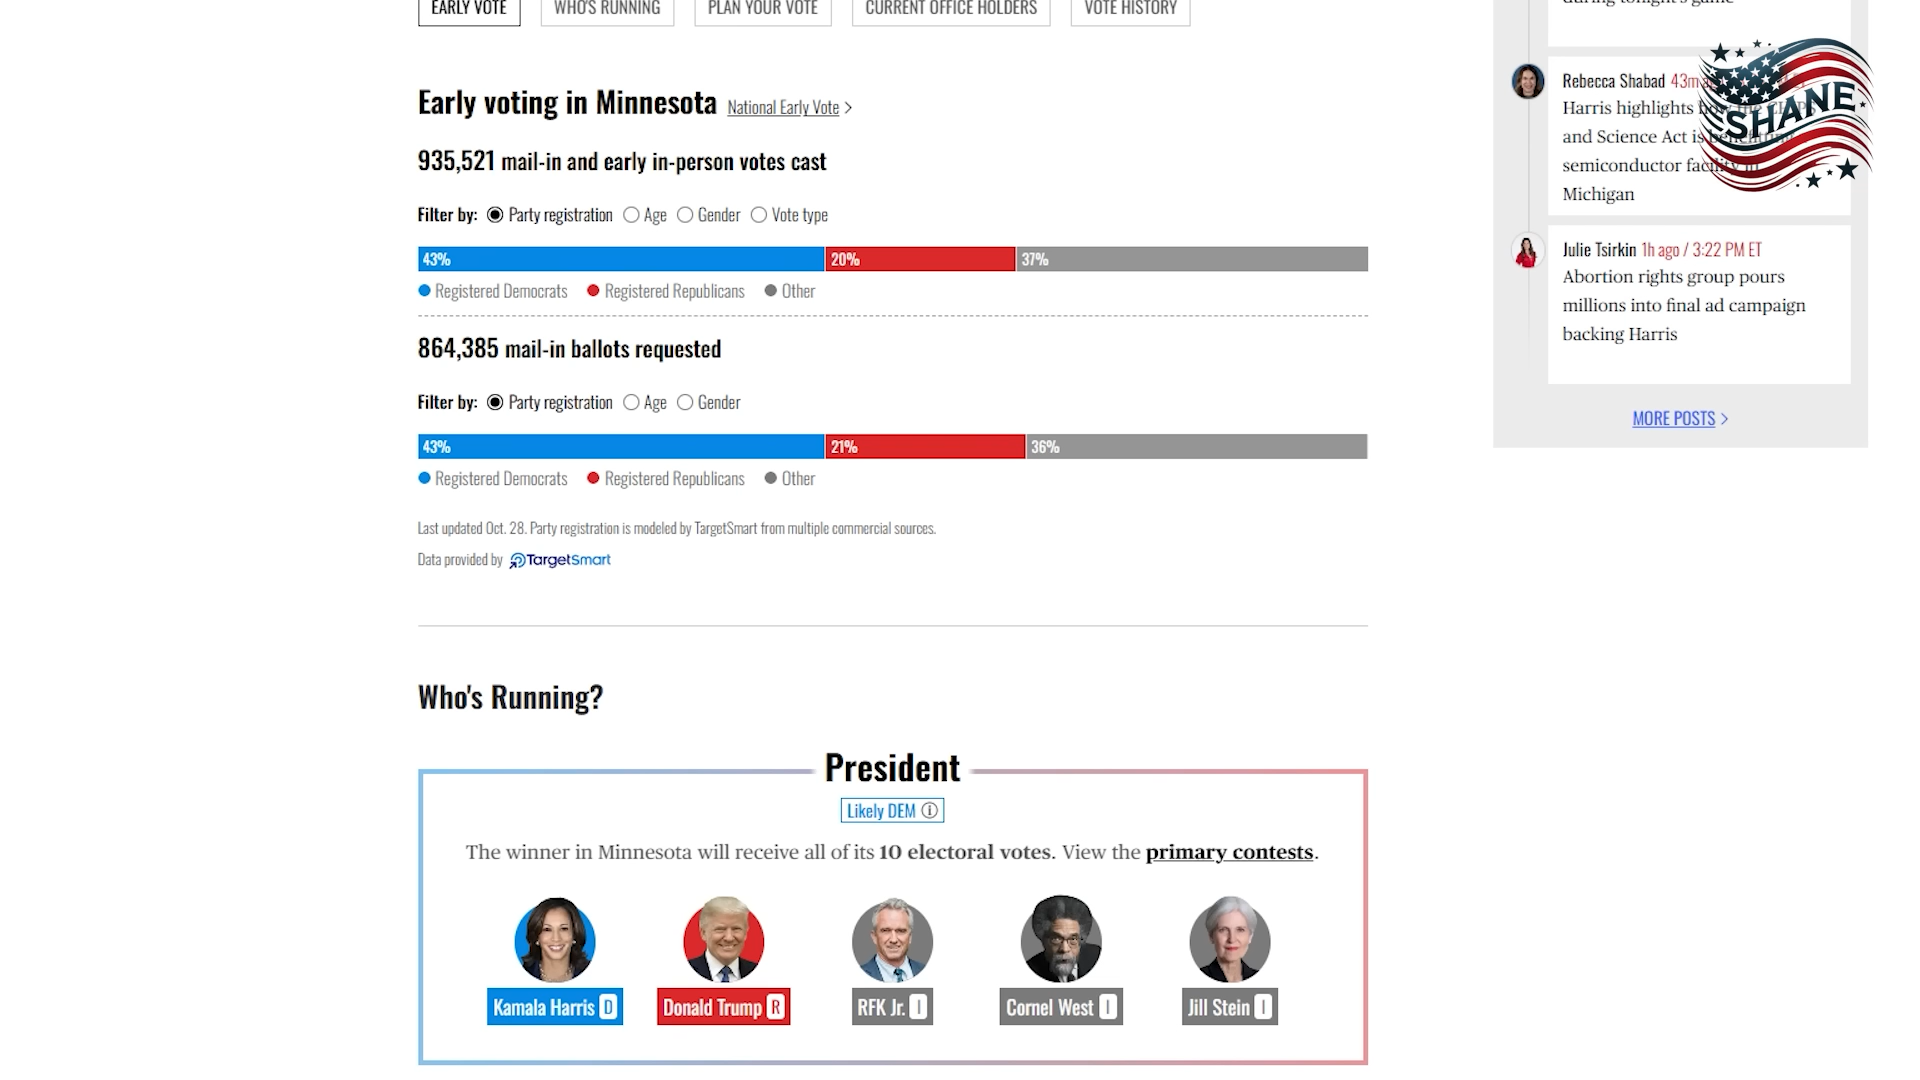 EARLY VOTE
WHO'S RUNNING
PLAN YOUR VOTE
CURRENT OFFICE HOLDERS
VOTE HISTORY
Early voting in Minnesota National Early Vote >
935,521 mail-in and early in-person votes cast
Filter by: Party registration Age Gender Vote type
43% 20% 37%
Registered Democrats Registered Republicans Other
864,385 mail-in ballots requested
Filter by: Party registration Age Gender
43% 21% 36%
Registered Democrats Registered Republicans Other
Last updated Oct. 28. Party registration is modeled by TargetSmart from multiple commercial sources.
Data provided by TargetSmart
Who's Running?
President
Likely DEM
The winner in Minnesota will receive all of its 10 electoral votes. View the primary contests.
Kamala Harris D
Donald Trump R
RFK Jr. I
Cornel West I
Jill Stein I
during tonight's game
Rebecca Shabad 43m
Harris highlights
and Science Act is
semiconductor facility in
Michigan
SHANE
Julie Tsirkin 1h ago / 3:22 PM ET
Abortion rights group pours
millions into final ad campaign
backing Harris
MORE POSTS >